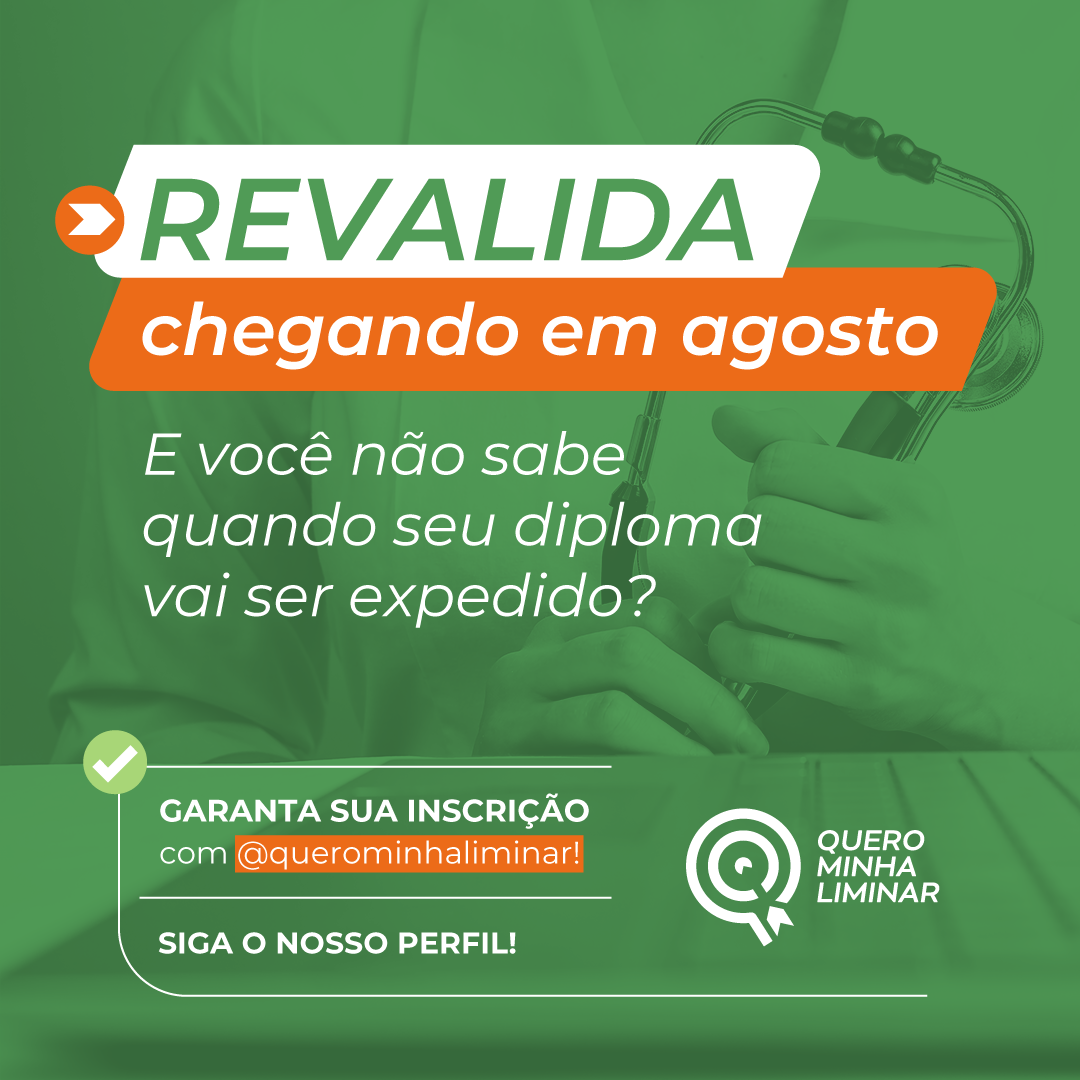 REVALIDA
chegando em agosto
E você não sabe
quando seu diploma
vai ser expedido?
GARANTA SUA INSCRIÇÃO
com @querominhaliminar!
SIGA O NOSSO PERFIL!
QUERO
MINHA
LIMINAR